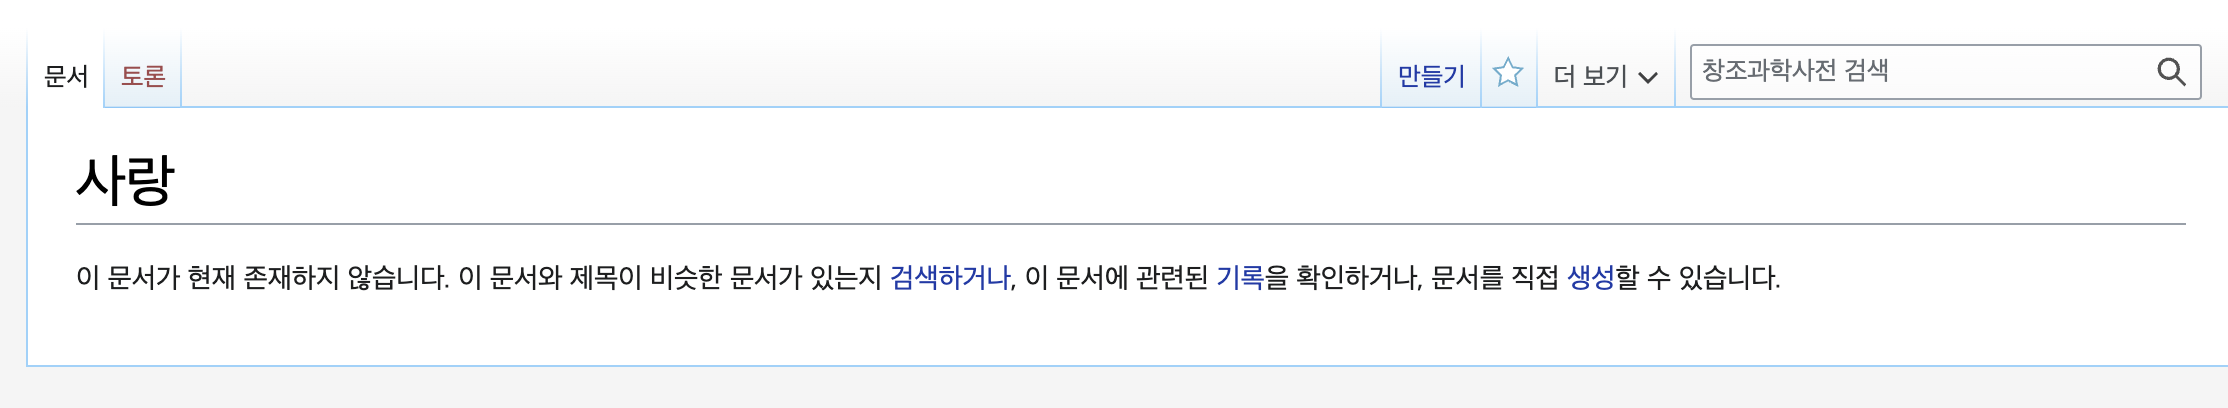 문서 토론 만들기 더 보기 창조과학사전 검색
사랑
이 문서가 현재 존재하지 않습니다. 이 문서와 제목이 비슷한 문서가 있는지 검색하거나, 이 문서에 관련된 기록을 확인하거나, 문서를 직접 생성할 수 있습니다.